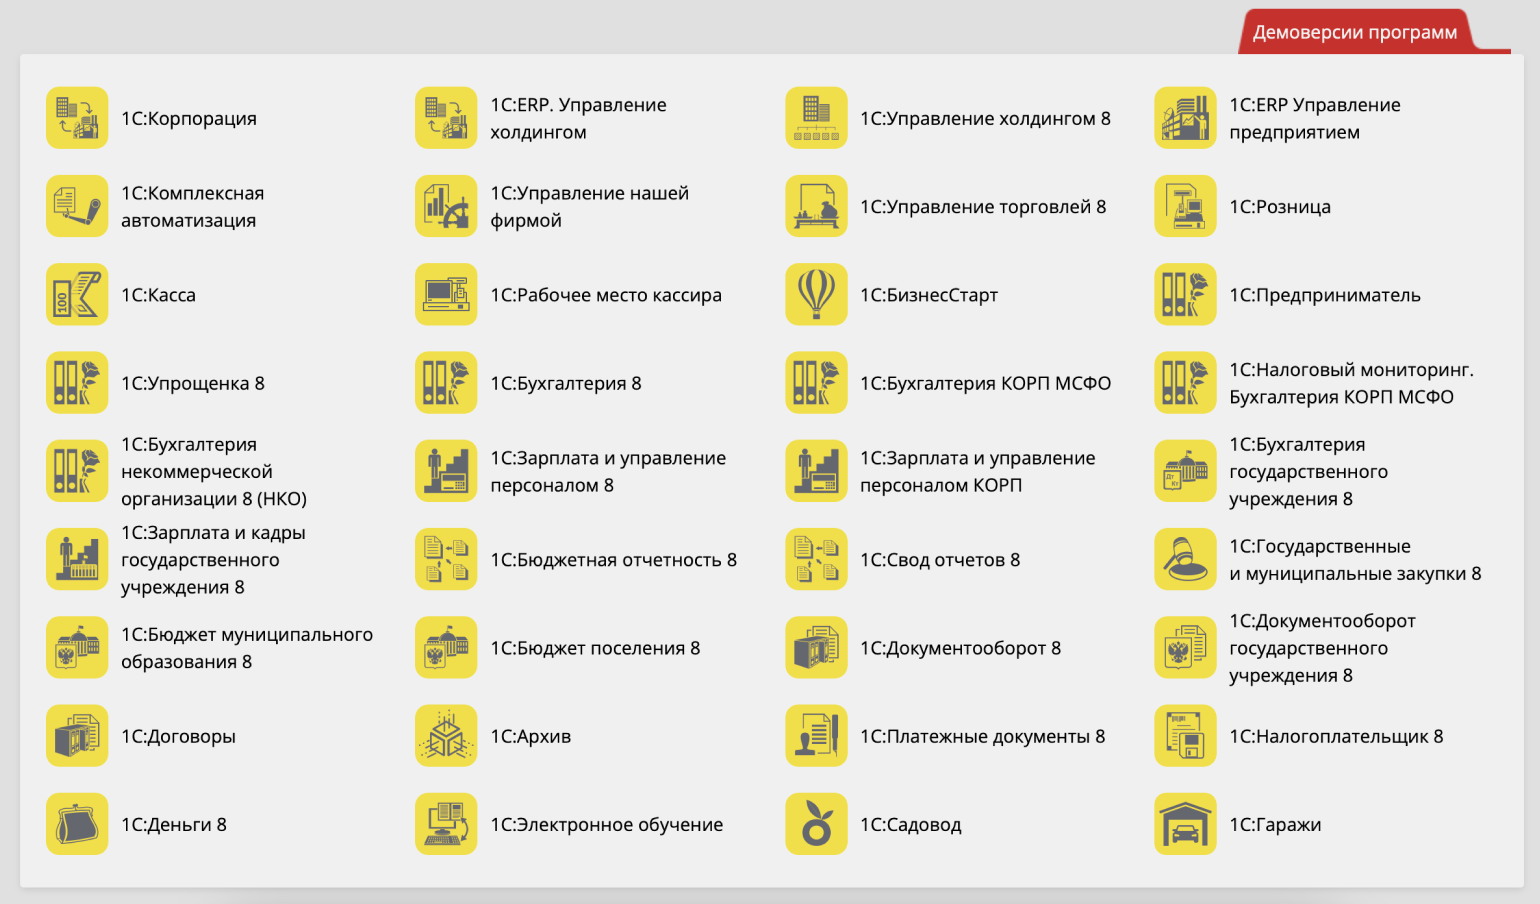 Демоверсии программ
1С:Корпорация
1С:ERP. Управление
холдингом
1С:Управление холдингом 8
1С:ERP Управление
предприятием
1С:Комплексная
автоматизация
1С:Управление нашей
фирмой
1С:Управление торговлей 8
1С:Розница
100
1С:Касса
1С:Рабочее место кассира
1С:БизнесСтарт
1С:Предприниматель
1С:Упрощенка 8
1С:Бухгалтерия 8
1С:Бухгалтерия КОРП МСФО
1С:Налоговый мониторинг.
Бухгалтерия КОРП МСФО
1С:Бухгалтерия
некоммерческой
организации 8 (НКО)
1С:Зарплата и управление
персоналом 8
1С:Зарплата и управление
персоналом КОРП
Дт
Кт
1С:Бухгалтерия
государственного
учреждения 8
1С:Зарплата и кадры
государственного
учреждения 8
1С:Бюджетная отчетность 8
1С:Свод отчетов 8
1С:Государственные
и муниципальные закупки 8
1С:Бюджет муниципального
образования 8
1С:Бюджет поселения 8
1С:Документооборот 8
1С:Документооборот
государственного
учреждения 8
1С:Договоры
1С:Архив
1С:Платежные документы 8
1С:Налогоплательщик 8
1С:Деньги 8
1С:Электронное обучение
1С:Садовод
1С:Гаражи